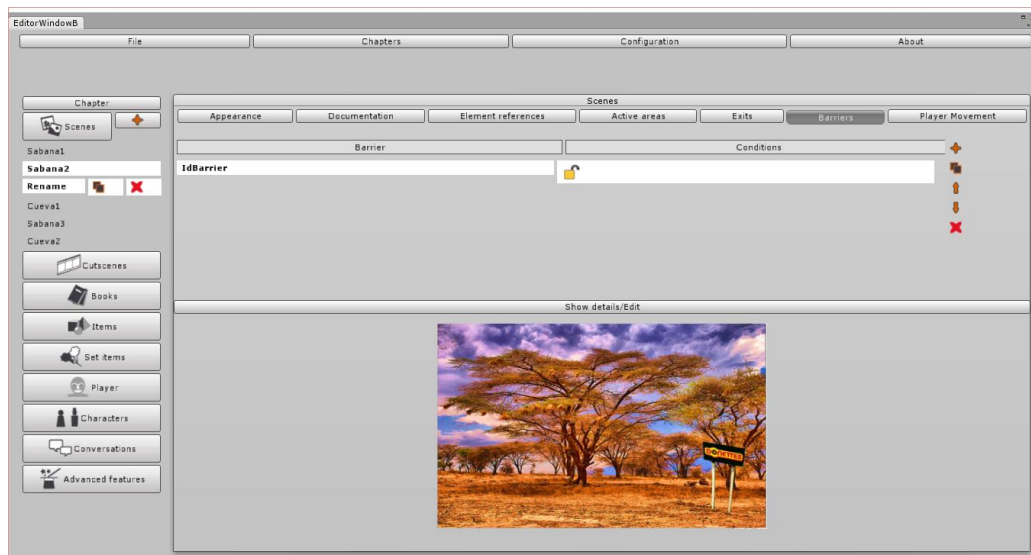 EditorWindowB
File Chapters Configuration About
Chapter
Scenes
Sabana1
Sabana2
Rename
Cueva1
Sabana3
Cueva2
Cutscenes
Books
Items
Set items
Player
Characters
Conversations
Advanced features
Scenes
Appearance Documentation Element references Active areas Exits Barriers Player Movement
Barrier Conditions
IdBarrier
Show details/Edit
DONETTES